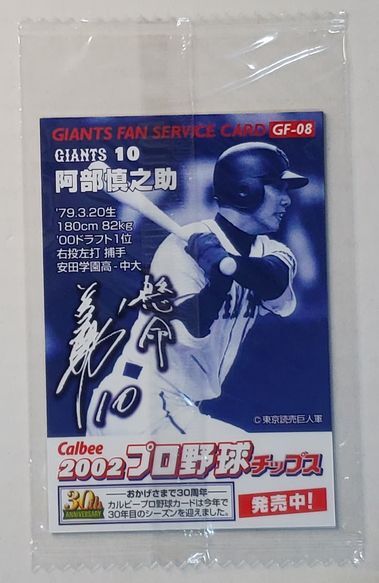 GIANTS FAN SERVICE CARD GF-08
GIANTS 10
阿部慎之助
'79.3.20生
180cm 82kg
'00ドラフト1位
右投左打 捕手
安田学園高-中大
懸命
10
©東京読売巨人軍
Calbee
2002プロ野球チップス
30th
ANNIVERSARY
おかげさまで30周年
カルビープロ野球カードは今年で
30年目のシーズンを迎えました。
発売中!